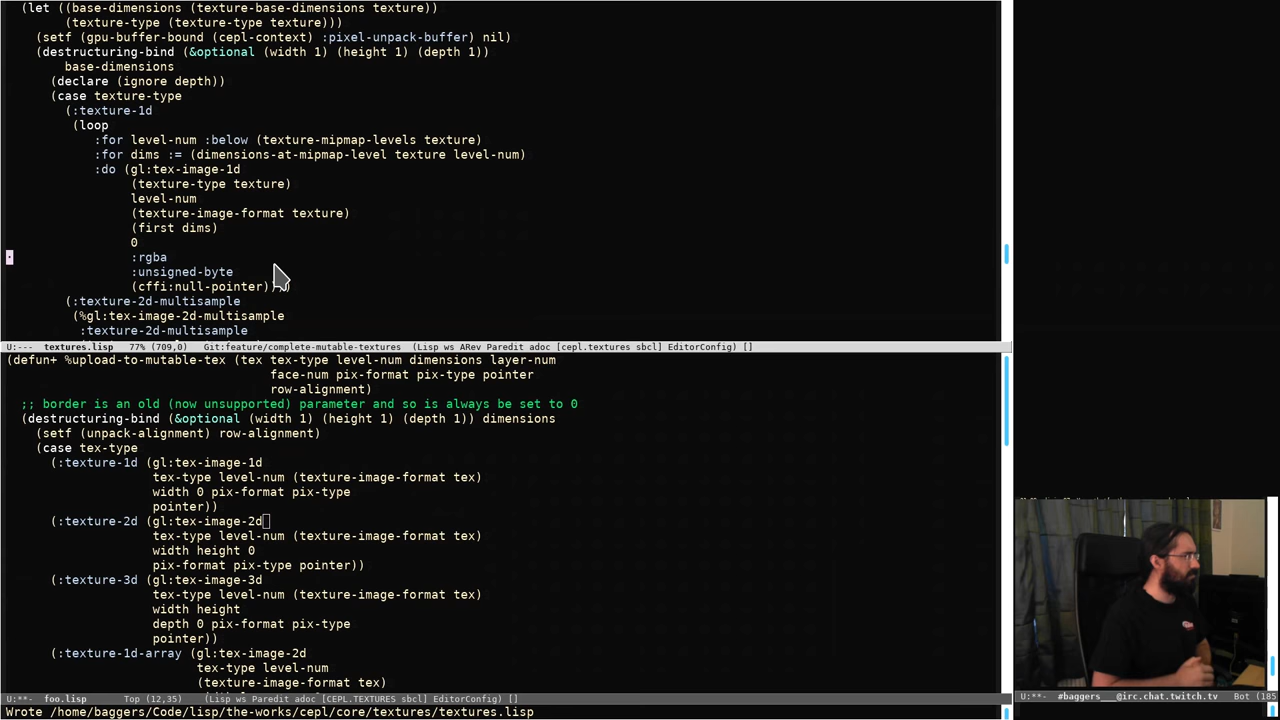 (let ((base-dimensions (texture-base-dimensions texture))
(texture-type (texture-type texture)))
(setf (gpu-buffer-bound (cepl-context) :pixel-unpack-buffer) nil)
(destructuring-bind (&optional (width 1) (height 1) (depth 1))
base-dimensions
(declare (ignore depth))
(case texture-type
(:texture-1d
(loop
:for level-num :below (texture-mipmap-levels texture)
:for dims := (dimensions-at-mipmap-level texture level-num)
:do (gl:tex-image-1d
(texture-type texture)
level-num
(texture-image-format texture)
(first dims)
0
:rgba
:unsigned-byte
(cffi:null-pointer))))
(:texture-2d-multisample
(%gl:tex-image-2d-multisample
:texture-2d-multisample
U:--- textures.lisp 77% (709,0) Git:feature/complete-mutable-textures (Lisp ws ARev Paredit adoc [cepl.textures sbcl] EditorConfig) []
(defun+ %upload-to-mutable-tex (tex tex-type level-num dimensions layer-num
face-num pix-format pix-type pointer
row-alignment)
;; border is an old (now unsupported) parameter and so is always be set to 0
(destructuring-bind (&optional (width 1) (height 1) (depth 1)) dimensions
(setf (unpack-alignment) row-alignment)
(case tex-type
(:texture-1d (gl:tex-image-1d
tex-type level-num (texture-image-format tex)
width 0 pix-format pix-type
pointer))
(:texture-2d (gl:tex-image-2d
tex-type level-num (texture-image-format tex)
width height 0
pix-format pix-type pointer))
(:texture-3d (gl:tex-image-3d
tex-type level-num (texture-image-format tex)
width height
depth 0 pix-format pix-type
pointer))
(:texture-1d-array (gl:tex-image-2d
tex-type level-num
(texture-image-format tex)
U:**- foo.lisp Top (12,35) (Lisp ws Paredit adoc [CEPL.TEXTURES sbcl] EditorConfig) []
U:**- #baggers___@irc.chat.twitch.tv Bot (185
Wrote /home/baggers/Code/lisp/the-works/cepl/core/textures/textures.lisp